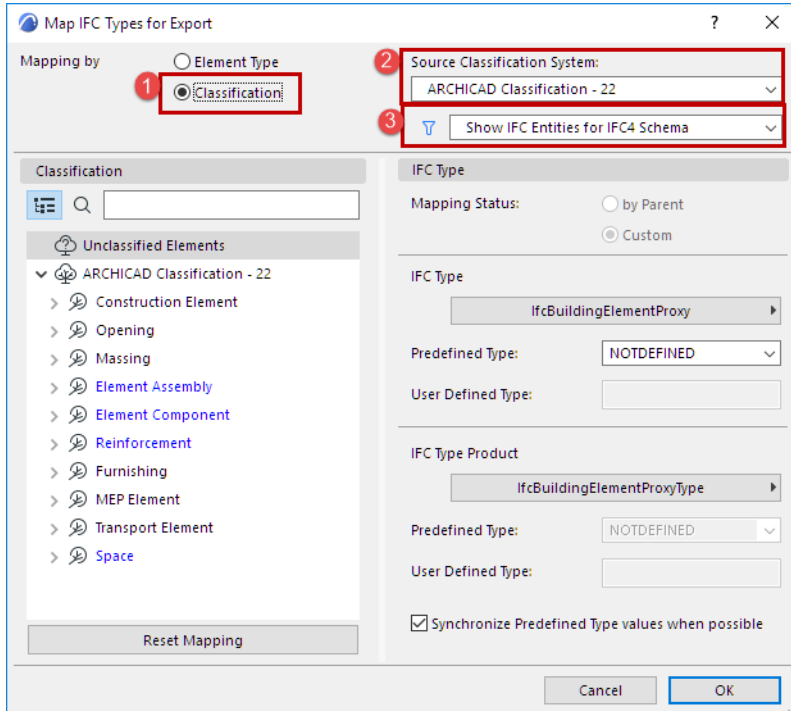 Map IFC Types for Export
?
Mapping by
Element Type
1
Classification
2
Source Classification System:
ARCHICAD Classification - 22
3
Show IFC Entities for IFC4 Schema
Classification
Unclassified Elements
ARCHICAD Classification - 22
Construction Element
Opening
Massing
Element Assembly
Element Component
Reinforcement
Furnishing
MEP Element
Transport Element
Space
Reset Mapping
IFC Type
Mapping Status:
by Parent
Custom
IFC Type
IfcBuildingElementProxy
Predefined Type:
NOTDEFINED
User Defined Type:
IFC Type Product
IfcBuildingElementProxyType
Predefined Type:
NOTDEFINED
User Defined Type:
Synchronize Predefined Type values when possible
Cancel
OK